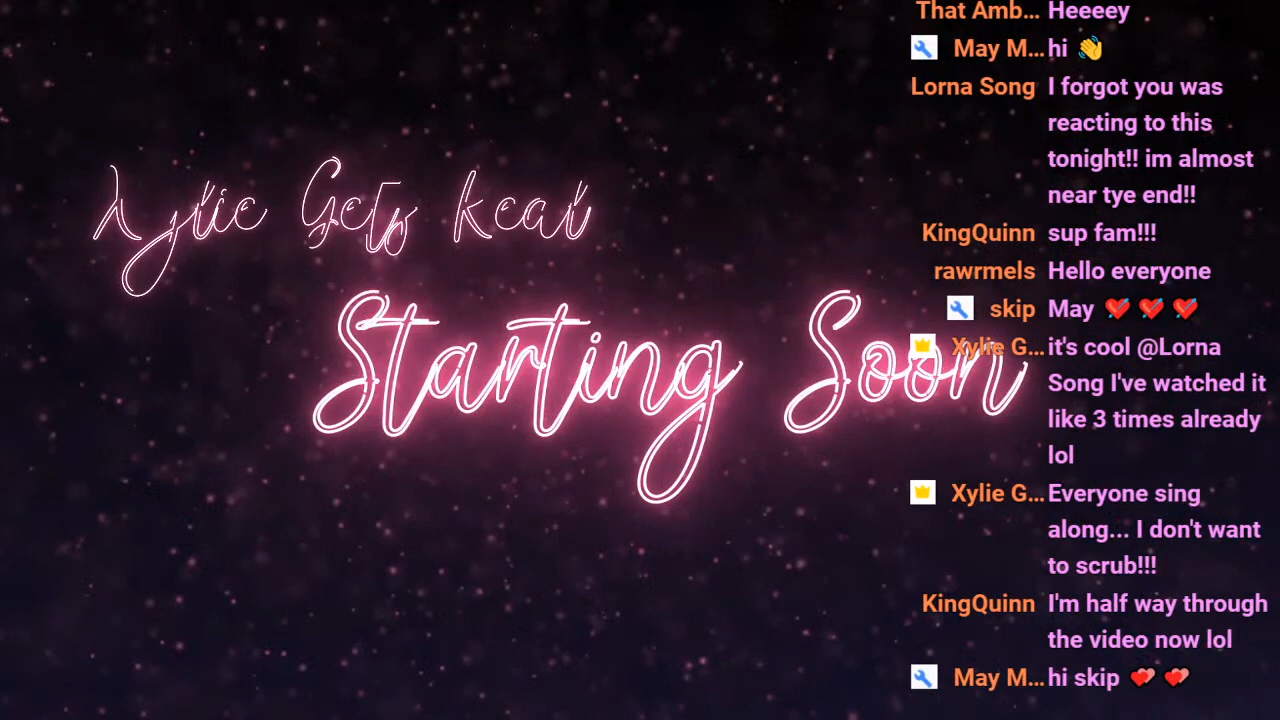 Xylie Gets Real
Starting Soon
That Amb... Heeeey
May M... hi 👋
Lorna Song I forgot you was
reacting to this
tonight!! im almost
near tye end!!
KingQuinn sup fam!!!
rawrmels Hello everyone
skip May 💘 💘 💘
Xylie G... it's cool @Lorna
Song I've watched it
like 3 times already
lol
Xylie G... Everyone sing
along... I don't want
to scrub!!!
KingQuinn I'm half way through
the video now lol
May M... hi skip 💕 💕